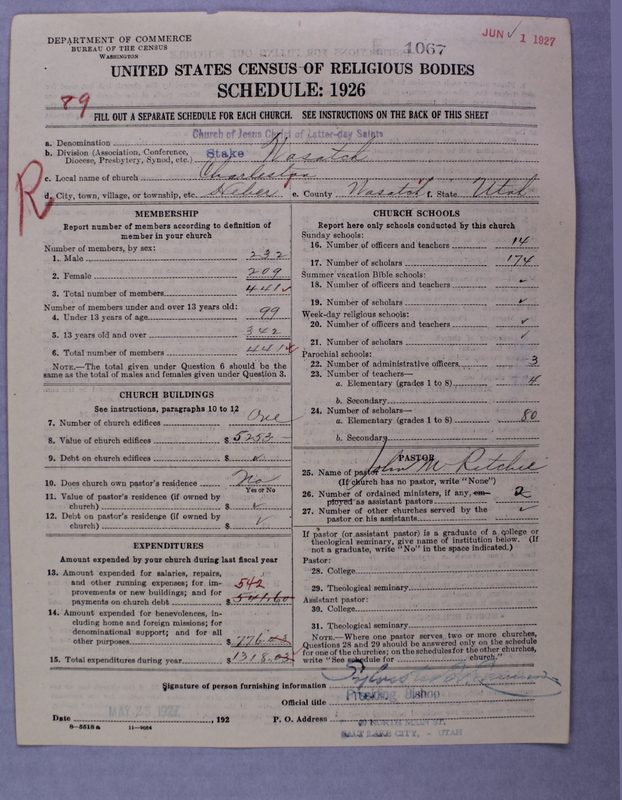 DEPARTMENT OF COMMERCE
BUREAU OF THE CENSUS
WASHINGTON
1067
JUN 1 1927
UNITED STATES CENSUS OF RELIGIOUS BODIES
SCHEDULE: 1926
79
FILL OUT A SEPARATE SCHEDULE FOR EACH CHURCH. SEE INSTRUCTIONS ON THE BACK OF THIS SHEET
Church of Jesus Christ of Latter-day Saints
a. Denomination
b. Division (Association, Conference, Diocese, Presbytery, Synod, etc.) Stake Wasatch
c. Local name of church Charleston
d. City, town, village, or township, etc. Heber e. County Wasatch f. State Utah
R
MEMBERSHIP
Report number of members according to definition of member in your church
Number of members, by sex:
1. Male 232
2. Female 209
3. Total number of members 441
Number of members under and over 13 years old:
4. Under 13 years of age 99
5. 13 years old and over 342
6. Total number of members 441
NOTE.—The total given under Question 6 should be the same as the total of males and females given under Question 3.
CHURCH BUILDINGS
See instructions, paragraphs 10 to 12
7. Number of church edifices One
8. Value of church edifices $ 5253 —
9. Debt on church edifices $ ✓
10. Does church own pastor's residence No
Yes or No
11. Value of pastor's residence (if owned by church) $ ✓
12. Debt on pastor's residence (if owned by church) $ ✓
EXPENDITURES
Amount expended by your church during last fiscal year
13. Amount expended for salaries, repairs, and other running expenses; for improvements or new buildings; and for payments on church debt 542 $ 541.60
14. Amount expended for benevolences, including home and foreign missions; for denominational support; and for all other purposes $ 776
15. Total expenditures during year $ 1318
CHURCH SCHOOLS
Report here only schools conducted by this church
Sunday schools:
16. Number of officers and teachers 14
17. Number of scholars 174
Summer vacation Bible schools:
18. Number of officers and teachers ✓
19. Number of scholars ✓
Week-day religious schools:
20. Number of officers and teachers ✓
21. Number of scholars ✓
Parochial schools:
22. Number of administrative officers 3
23. Number of teachers—
a. Elementary (grades 1 to 8) 4
b. Secondary
24. Number of scholars—
a. Elementary (grades 1 to 8) 80
b. Secondary
PASTOR
25. Name of pastor John M Ritchie
(If church has no pastor, write "None")
26. Number of ordained ministers, if any, employed as assistant pastors 2
27. Number of other churches served by the pastor or his assistants ✓
If pastor (or assistant pastor) is a graduate of a college or theological seminary, give name of institution below. (If not a graduate, write "No" in the space indicated.)
Pastor:
28. College
29. Theological seminary
Assistant pastor:
30. College
31. Theological seminary
NOTE.—Where one pastor serves two or more churches, Questions 28 and 29 should be answered only on the schedule for one of the churches; on the schedules for the other churches, write "See schedule for church."
Signature of person furnishing information
Official title Presiding Bishop
Date MAY 25 1927, 192 P. O. Address
SALT LAKE CITY, - UTAH
8—5518a 11—9084